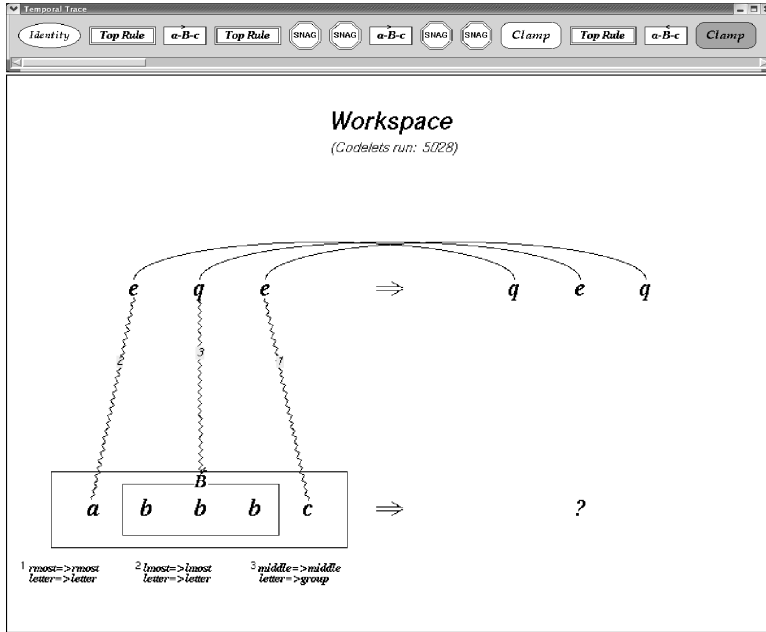 Temporal Trace
Identity Top Rule a-B-c Top Rule SNAG SNAG a-B-c SNAG SNAG Clamp Top Rule a-B-c Clamp
Workspace
(Codelets run: 5028)
e q e ⇒ q e q
2 3 1
B
a b b b c ⇒ ?
1 rmost=>rmost 2 lmost=>lmost 3 middle=>middle
letter=>letter letter=>letter letter=>group